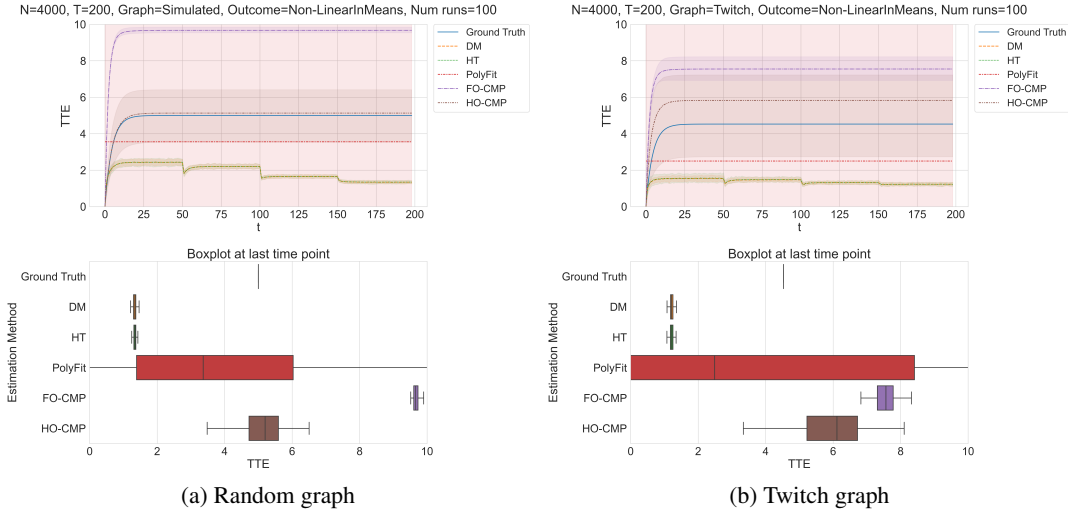 N=4000, T=200, Graph=Simulated, Outcome=Non-LinearInMeans, Num runs=100
10
8
6
4
2
0
TTE
0 25 50 75 100 125 150 175 200
t
Ground Truth
DM
HT
PolyFit
FO-CMP
HO-CMP
Boxplot at last time point
Estimation Method
Ground Truth
DM
HT
PolyFit
FO-CMP
HO-CMP
0 2 4 6 8 10
TTE
(a) Random graph
N=4000, T=200, Graph=Twitch, Outcome=Non-LinearInMeans, Num runs=100
10
8
6
4
2
0
TTE
0 25 50 75 100 125 150 175 200
t
Ground Truth
DM
HT
PolyFit
FO-CMP
HO-CMP
Boxplot at last time point
Estimation Method
Ground Truth
DM
HT
PolyFit
FO-CMP
HO-CMP
0 2 4 6 8 10
TTE
(b) Twitch graph